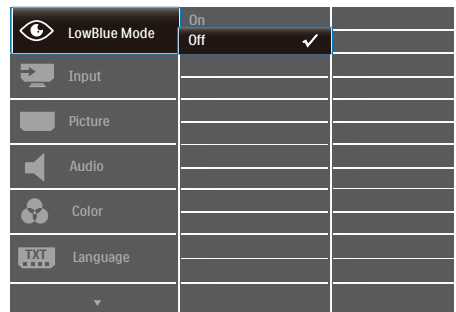 LowBlue Mode
On
Off
Input
Picture
Audio
Color
TXT
Language